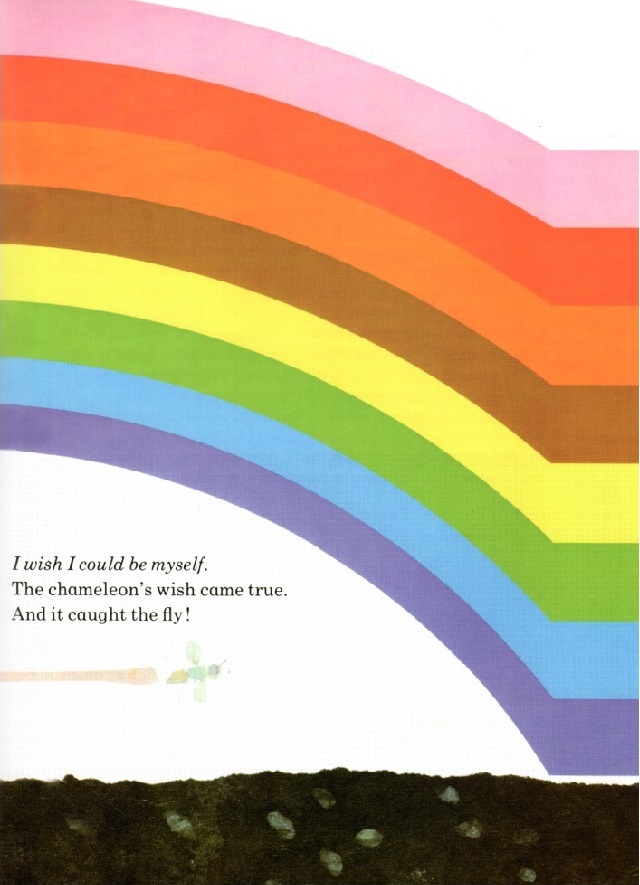 I wish I could be myself.
The chameleon's wish came true.
And it caught the fly!